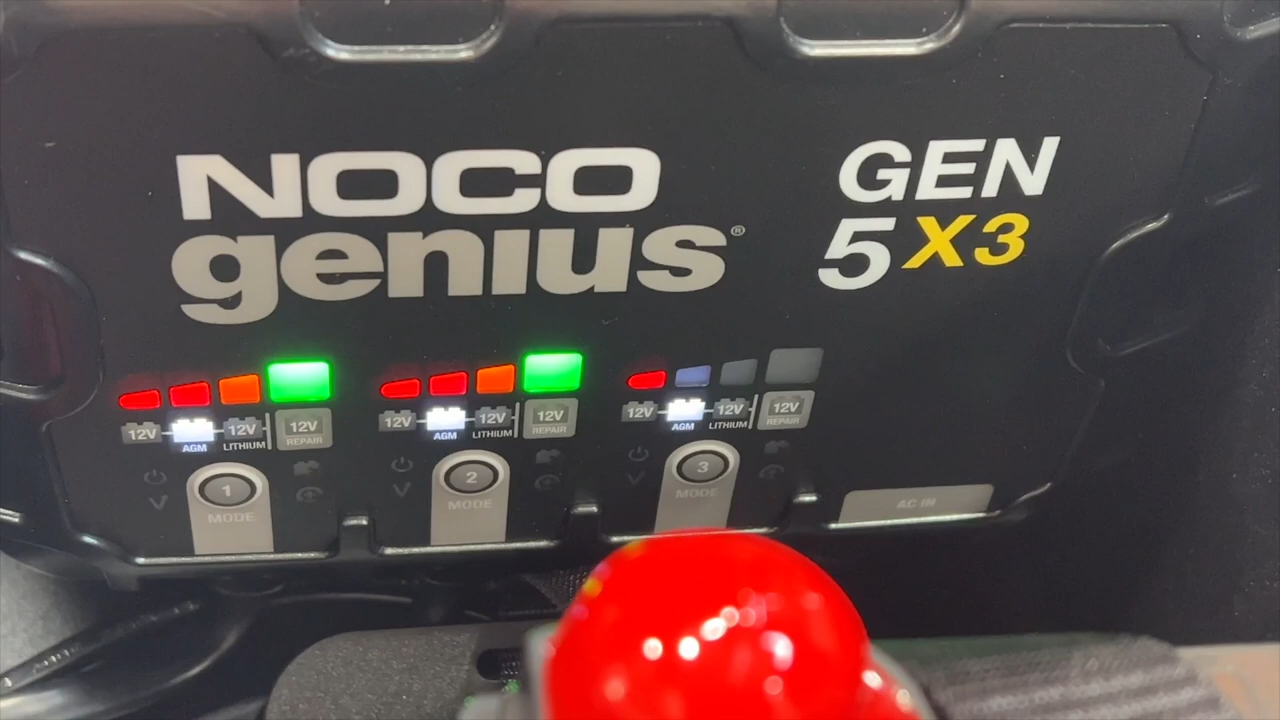 NOCO
genius®
GEN
5X3
12V AGM 12V LITHIUM 12V REPAIR
12V AGM 12V LITHIUM 12V REPAIR
12V AGM 12V LITHIUM 12V REPAIR
1
MODE
2
MODE
3
MODE
AC IN